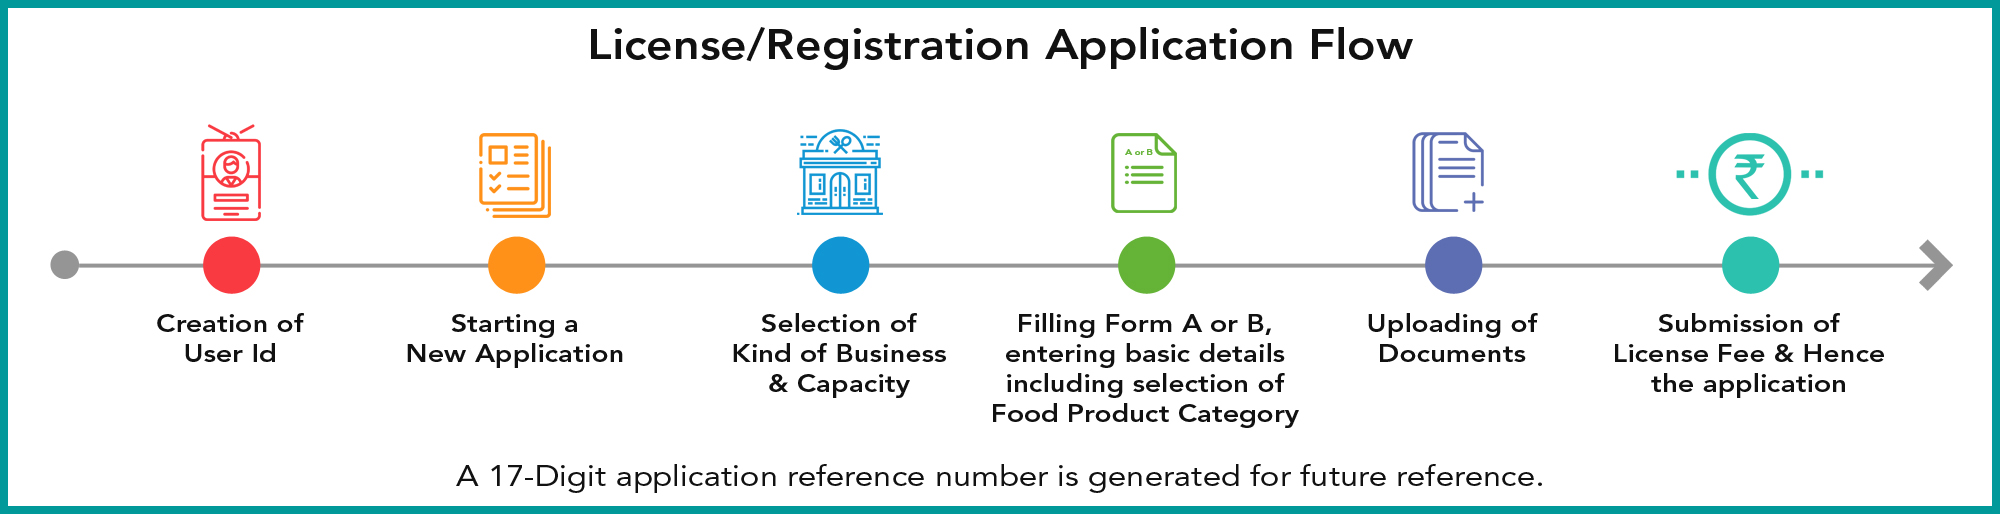 License/Registration Application Flow
A or B
Creation of
User Id
Starting a
New Application
Selection of
Kind of Business
& Capacity
Filling Form A or B,
entering basic details
including selection of
Food Product Category
Uploading of
Documents
Submission of
License Fee & Hence
the application
A 17-Digit application reference number is generated for future reference.